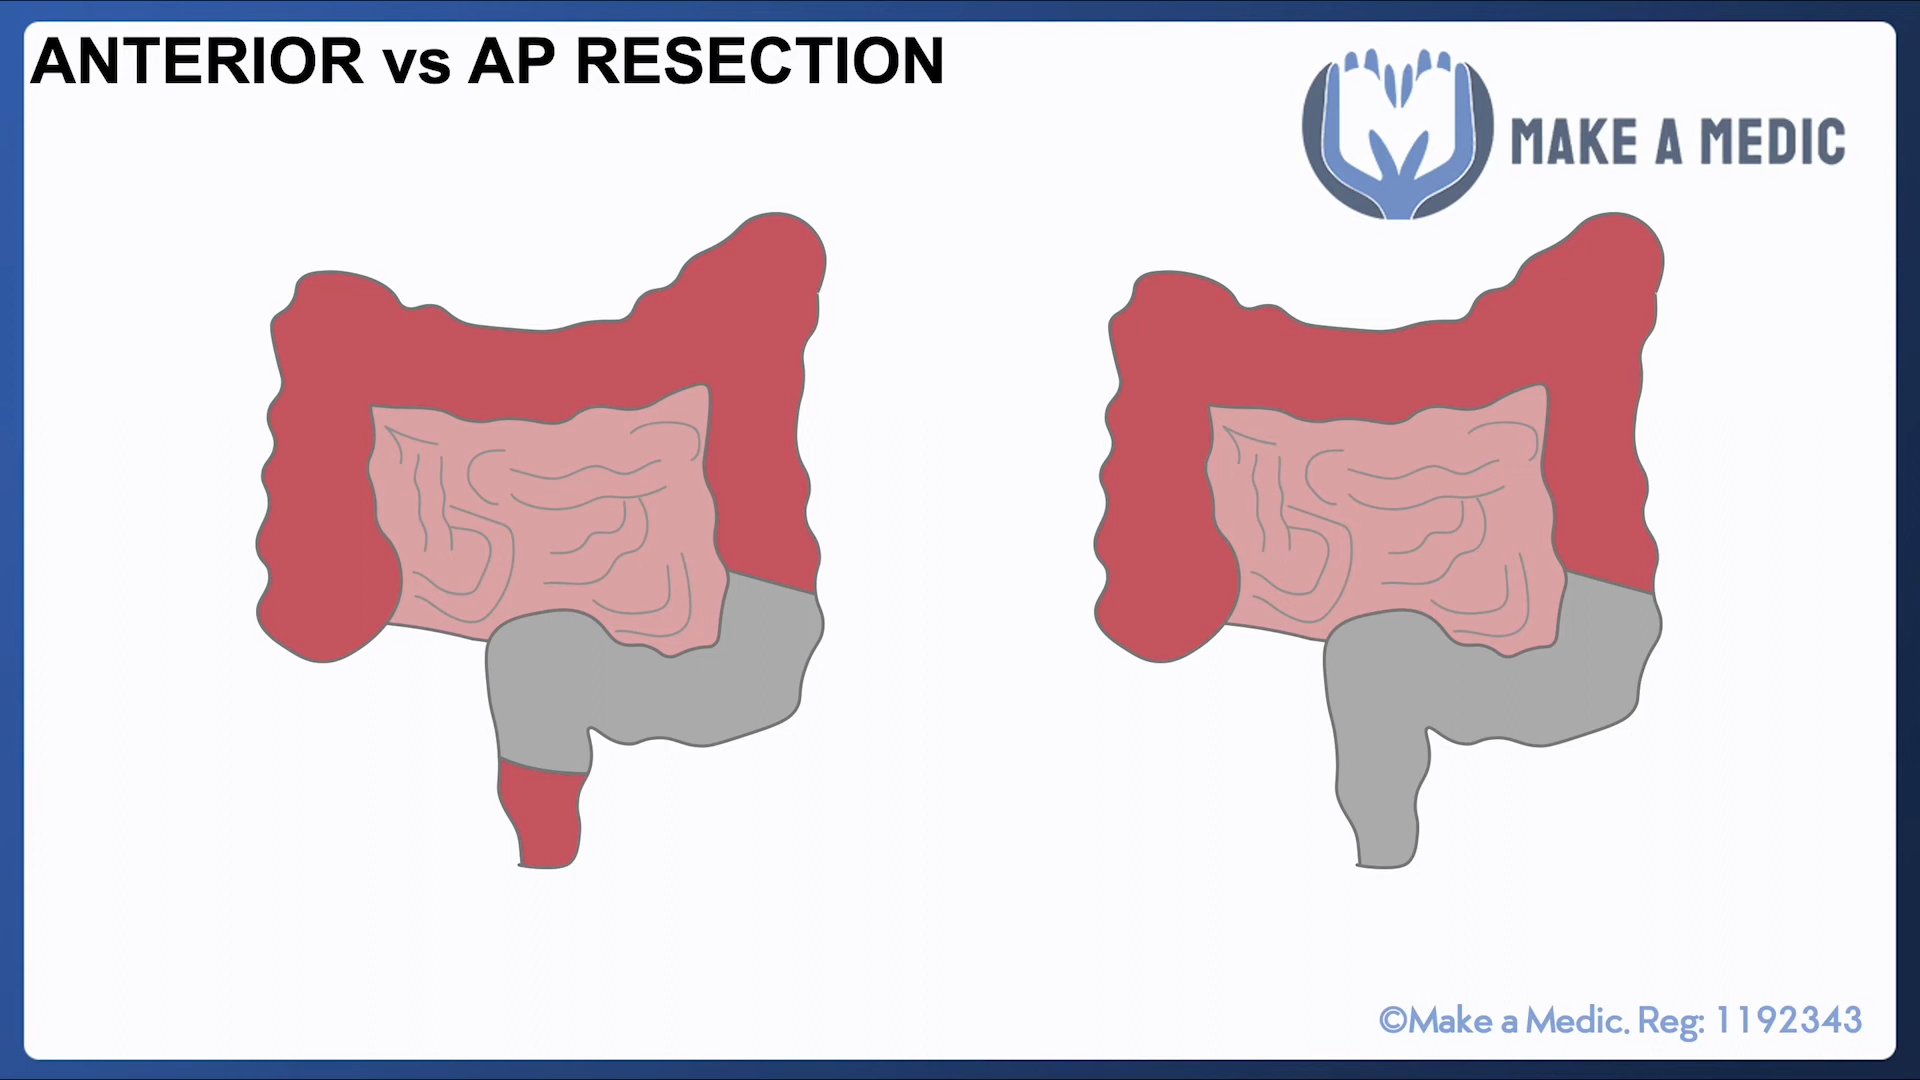 ANTERIOR vs AP RESECTION
MAKE A MEDIC
©Make a Medic. Reg: 1192343